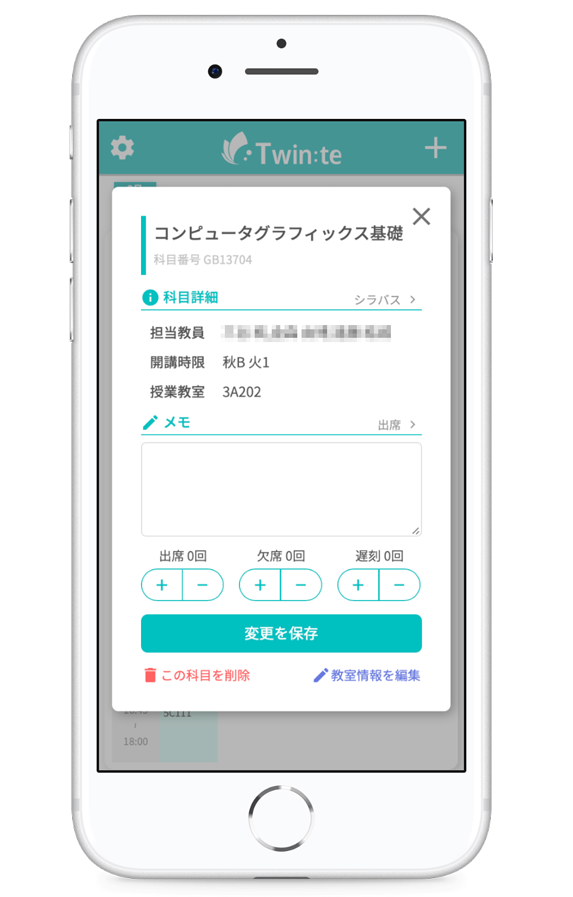 Twin:te
コンピュータグラフィックス基礎
科目番号 GB13704
科目詳細
シラバス
担当教員
開講時限 秋B 火1
授業教室 3A202
メモ
出席
出席 0回 欠席 0回 遅刻 0回
+ − + − + −
変更を保存
この科目を削除 教室情報を編集
18:00